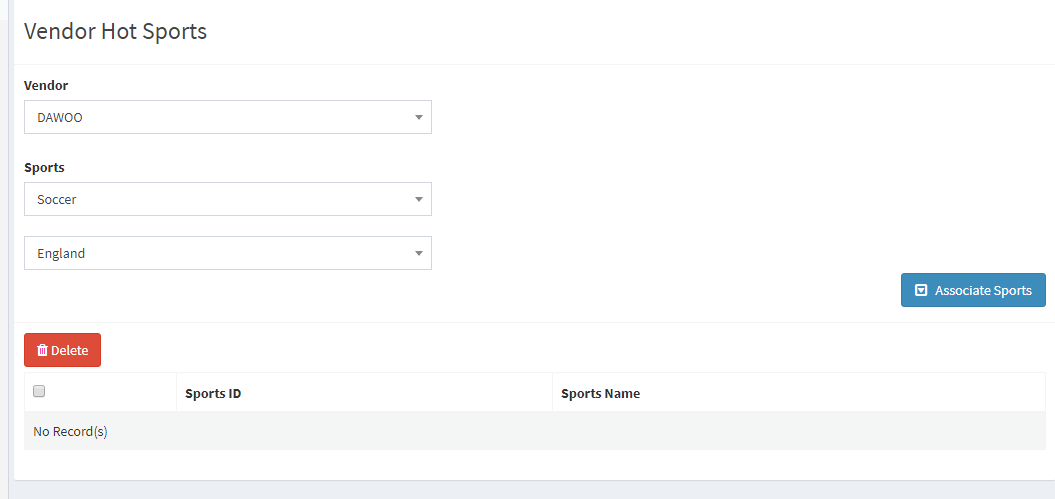 Vendor Hot Sports
Vendor
DAWOO
Sports
Soccer
England
Associate Sports
Delete
Sports ID Sports Name
No Record(s)